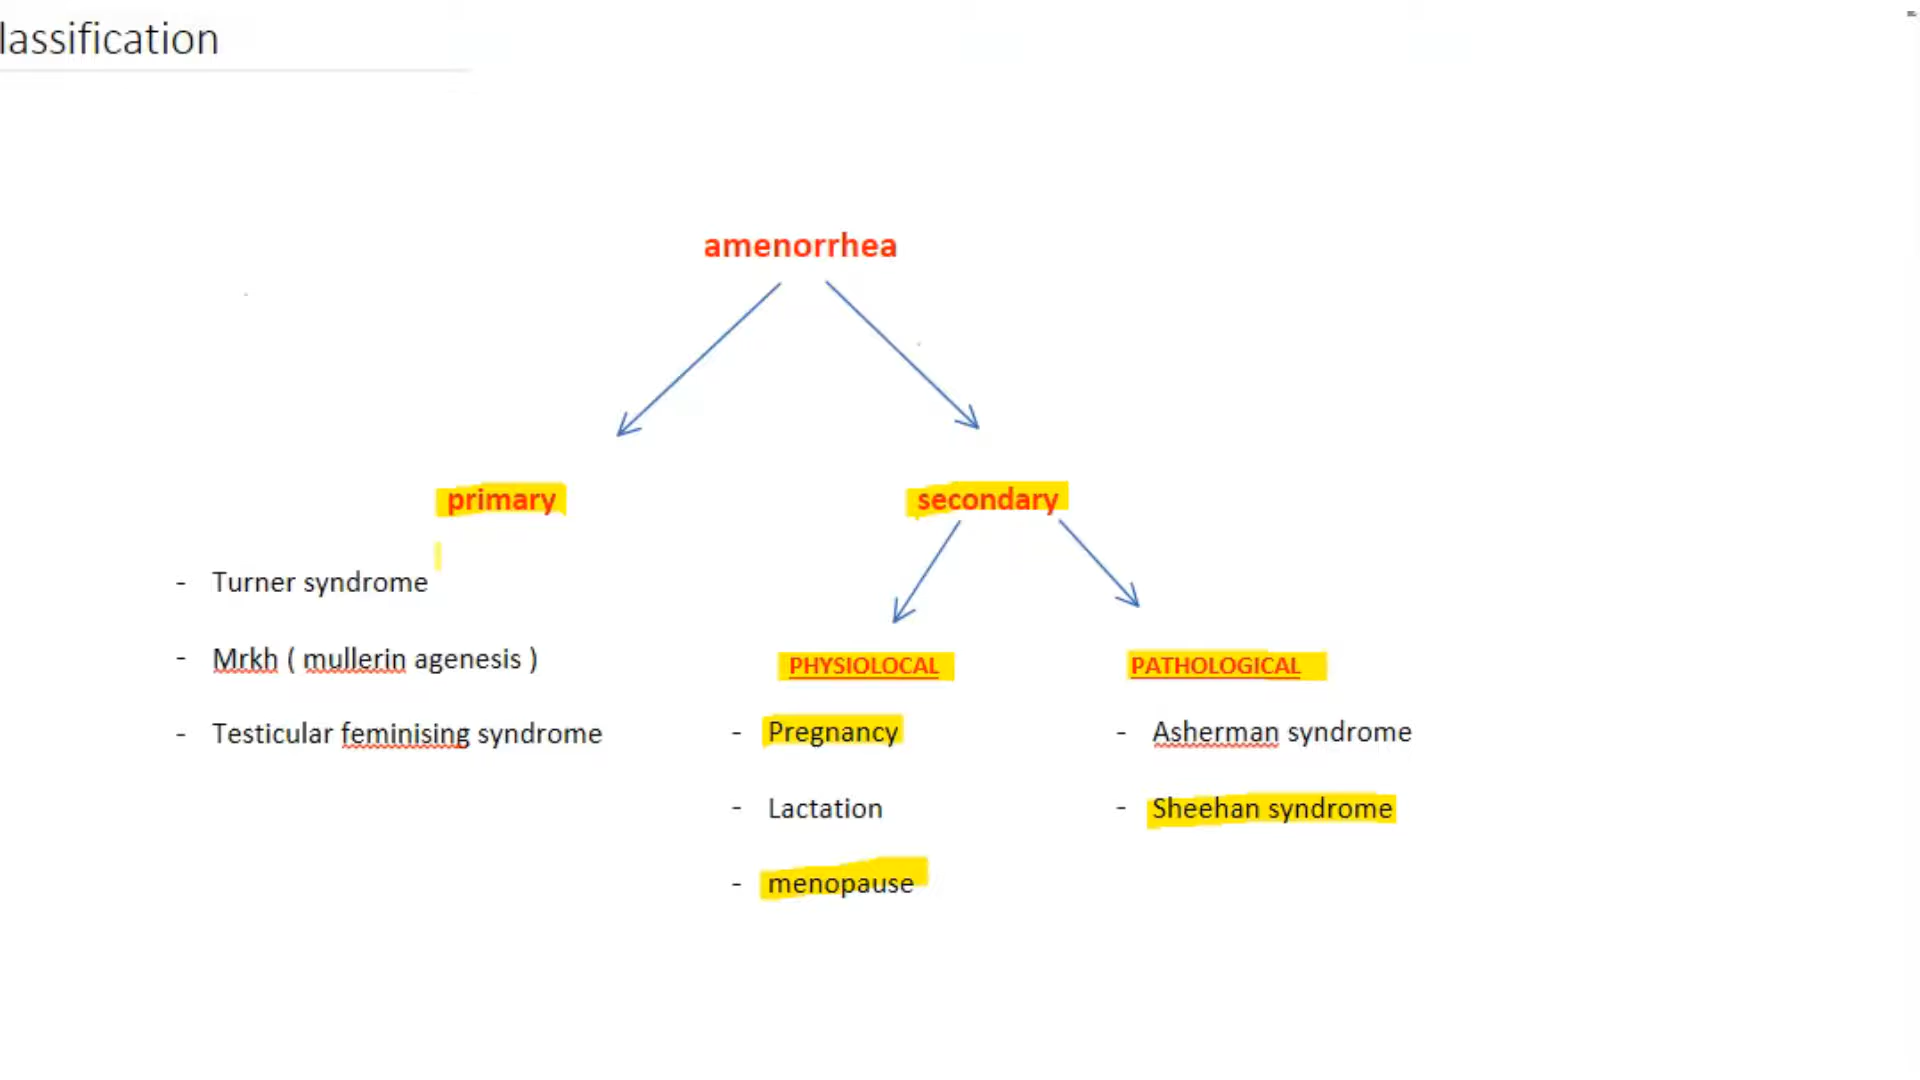 lassification
amenorrhea
primary
secondary
- Turner syndrome
- Mrkh ( mullerin agenesis )
- Testicular feminising syndrome
PHYSIOLOCAL
- Pregnancy
- Lactation
- menopause
PATHOLOGICAL
- Asherman syndrome
- Sheehan syndrome